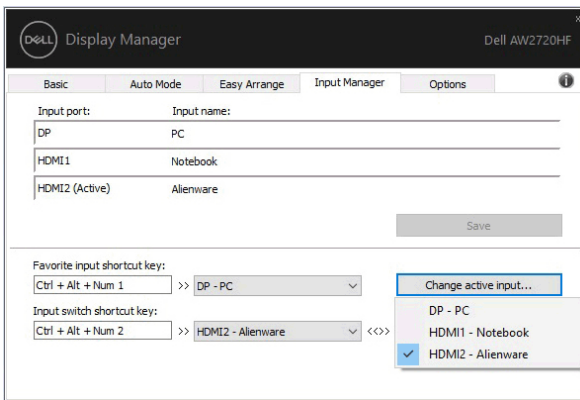 DELL Display Manager Dell AW2720HF
Basic Auto Mode Easy Arrange Input Manager Options
Input port: Input name:
DP PC
HDMI1 Notebook
HDMI2 (Active) Alienware
Save
Favorite input shortcut key:
Ctrl + Alt + Num 1 >> DP - PC Change active input...
Input switch shortcut key:
Ctrl + Alt + Num 2 >> HDMI2 - Alienware <<>>
DP - PC
HDMI1 - Notebook
HDMI2 - Alienware